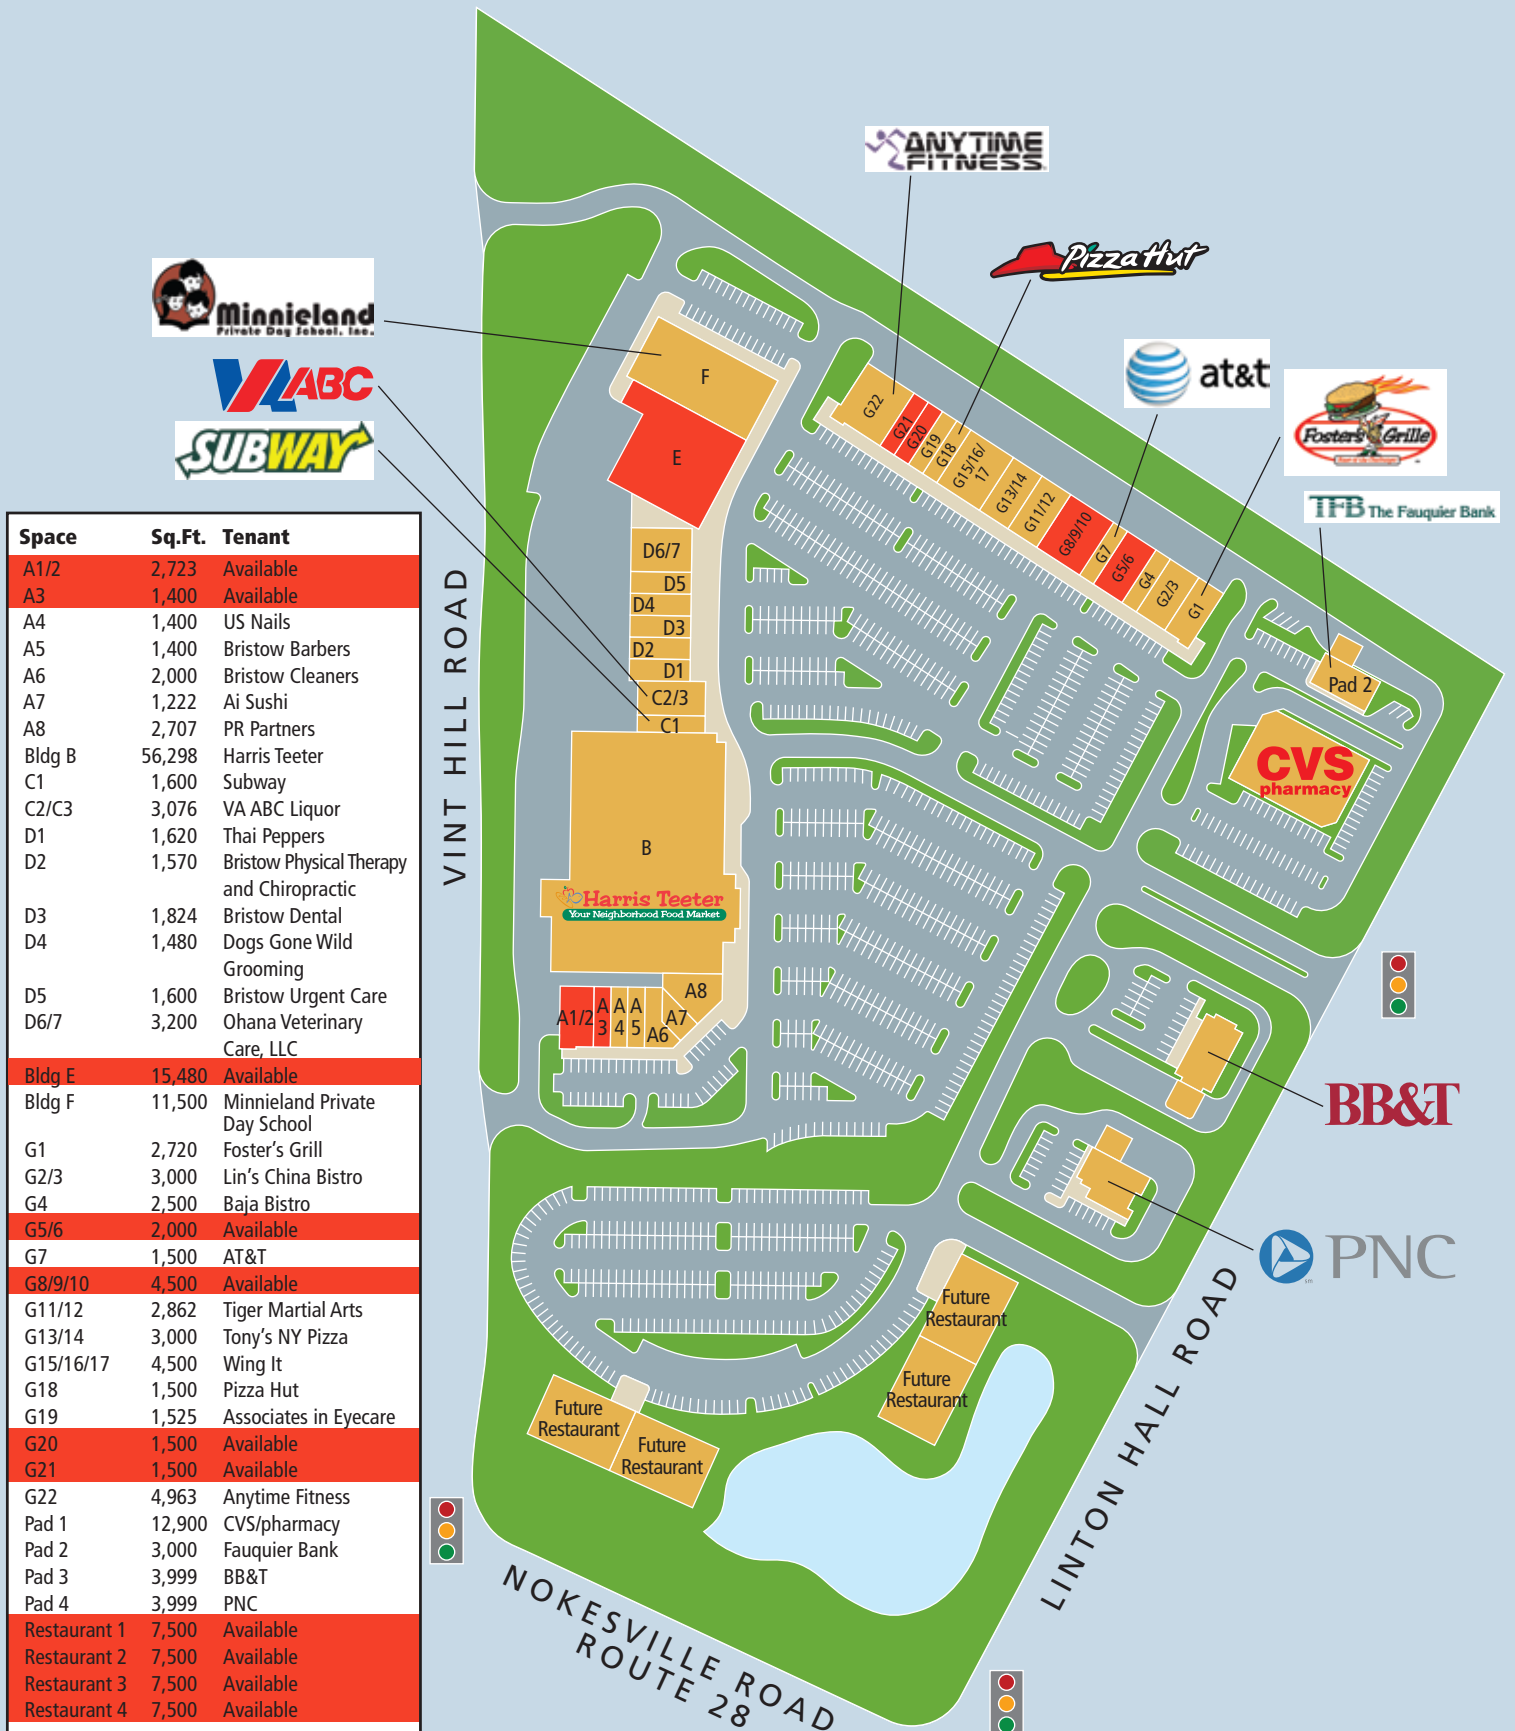 ANYTIME
FITNESS
Pizza Hut
Minnieland
Private Day School, Inc.
VA ABC
SUBWAY
at&t
Foster's Grille
TFB The Fauquier Bank
Space Sq.Ft. Tenant
A1/2 2,723 Available
A3 1,400 Available
A4 1,400 US Nails
A5 1,400 Bristow Barbers
A6 2,000 Bristow Cleaners
A7 1,222 Ai Sushi
A8 2,707 PR Partners
Bldg B 56,298 Harris Teeter
C1 1,600 Subway
C2/C3 3,076 VA ABC Liquor
D1 1,620 Thai Peppers
D2 1,570 Bristow Physical Therapy
and Chiropractic
D3 1,824 Bristow Dental
D4 1,480 Dogs Gone Wild
Grooming
D5 1,600 Bristow Urgent Care
D6/7 3,200 Ohana Veterinary
Care, LLC
Bldg E 15,480 Available
Bldg F 11,500 Minnieland Private
Day School
G1 2,720 Foster's Grill
G2/3 3,000 Lin's China Bistro
G4 2,500 Baja Bistro
G5/6 2,000 Available
G7 1,500 AT&T
G8/9/10 4,500 Available
G11/12 2,862 Tiger Martial Arts
G13/14 3,000 Tony's NY Pizza
G15/16/17 4,500 Wing It
G18 1,500 Pizza Hut
G19 1,525 Associates in Eyecare
G20 1,500 Available
G21 1,500 Available
G22 4,963 Anytime Fitness
Pad 1 12,900 CVS/pharmacy
Pad 2 3,000 Fauquier Bank
Pad 3 3,999 BB&T
Pad 4 3,999 PNC
Restaurant 1 7,500 Available
Restaurant 2 7,500 Available
Restaurant 3 7,500 Available
Restaurant 4 7,500 Available
VINT HILL ROAD
F
E
D6/7
D5
D4
D3
D2
D1
C2/3
C1
B
Harris Teeter
Your Neighborhood Food Market
A1/2
A3
A4
A5
A6
A7
A8
G22
G21
G20
G19
G18
G15/16/
17
G13/14
G11/12
G8/9/10
G7
G5/6
G4
G2/3
G1
Pad 2
CVS
pharmacy
BB&T
PNC
Future
Restaurant
Future
Restaurant
Future
Restaurant
Future
Restaurant
LINTON HALL ROAD
NOKESVILLE ROAD
ROUTE 28